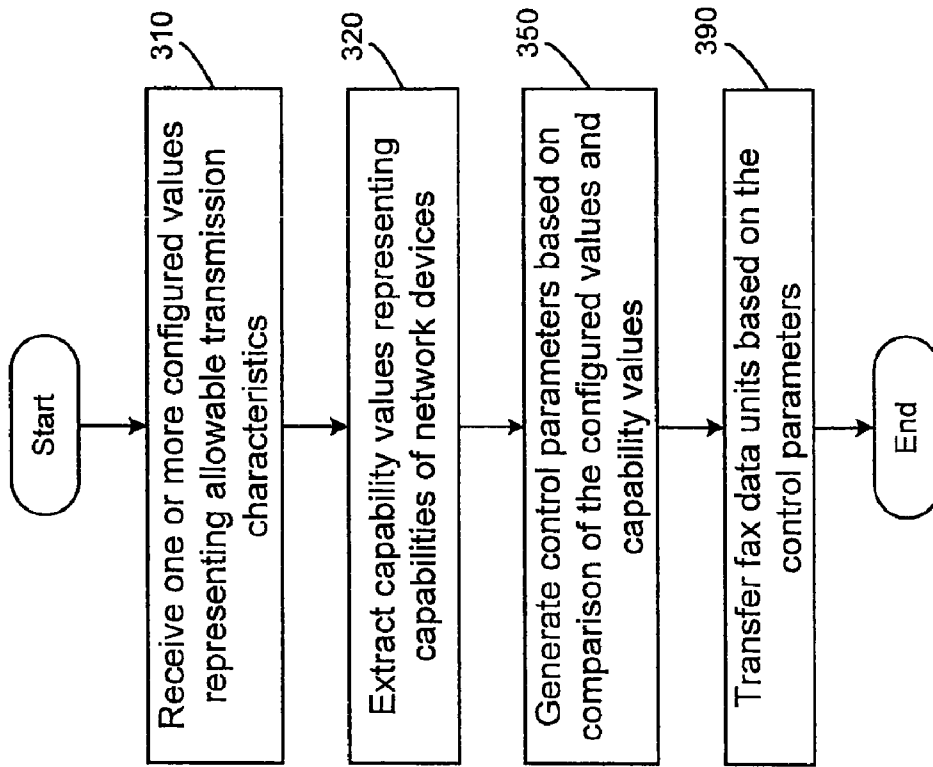 Start
310
Receive one or more configured values
representing allowable transmission
characteristics
320
Extract capability values representing
capabilities of network devices
350
Generate control parameters based on
comparison of the configured values and
capability values
390
Transfer fax data units based on the
control parameters
End